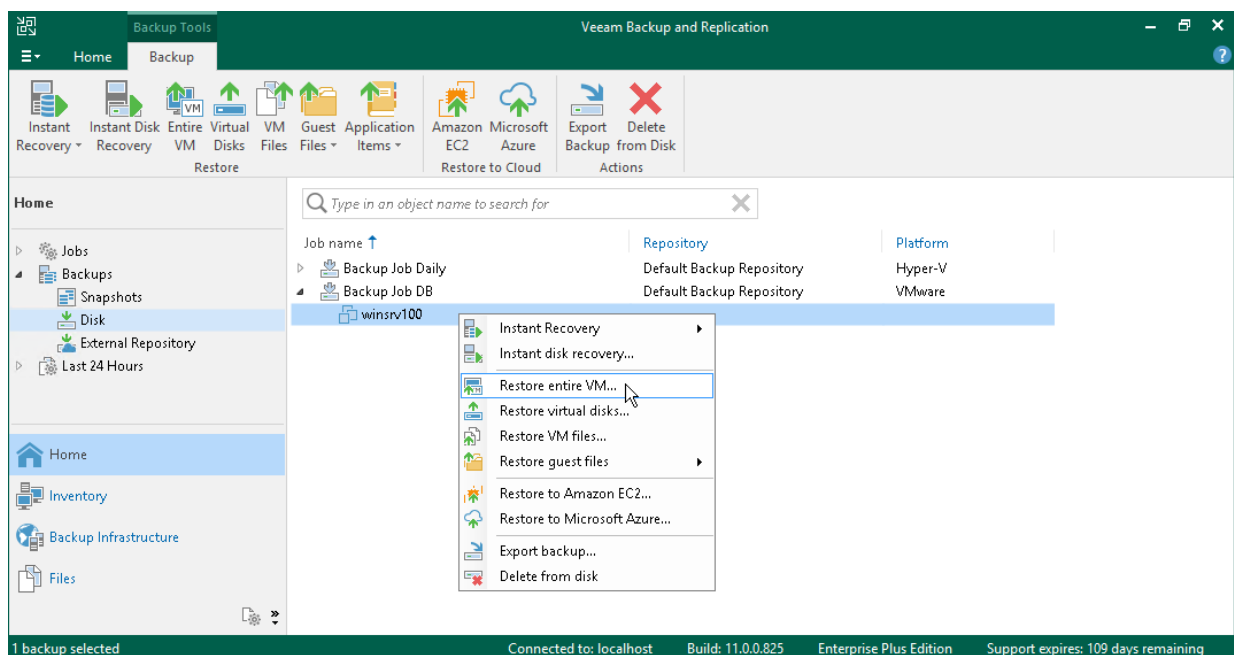 Backup Tools
Veeam Backup and Replication
Home
Backup
?
Instant Recovery
Instant Disk Recovery
Entire VM
VM
Virtual Disks
VM Files
Guest Files
Application Items
Amazon EC2
Microsoft Azure
Export Backup
Delete from Disk
Restore
Restore to Cloud
Actions
Home
Type in an object name to search for
Job name
Repository
Platform
Jobs
Backups
Snapshots
Disk
External Repository
Last 24 Hours
Backup Job Daily
Default Backup Repository
Hyper-V
Backup Job DB
Default Backup Repository
VMware
winsrv100
Instant Recovery
Instant disk recovery...
Restore entire VM...
Restore virtual disks...
Restore VM files...
Restore guest files
Restore to Amazon EC2...
Restore to Microsoft Azure...
Export backup...
Delete from disk
Home
Inventory
Backup Infrastructure
Files
1 backup selected
Connected to: localhost
Build: 11.0.0.825
Enterprise Plus Edition
Support expires: 109 days remaining